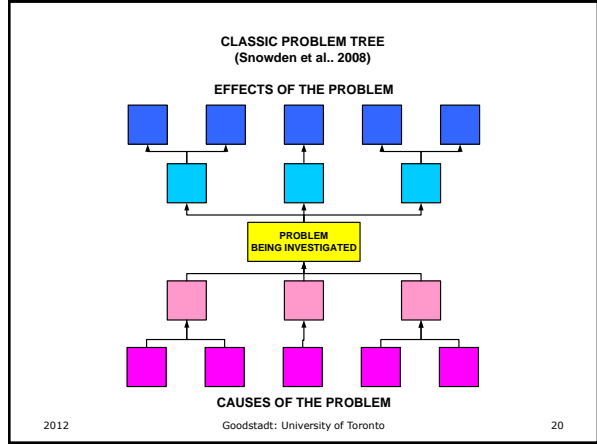 CLASSIC PROBLEM TREE
(Snowden et al.. 2008)
EFFECTS OF THE PROBLEM
PROBLEM
BEING INVESTIGATED
CAUSES OF THE PROBLEM
2012 Goodstadt: University of Toronto 20